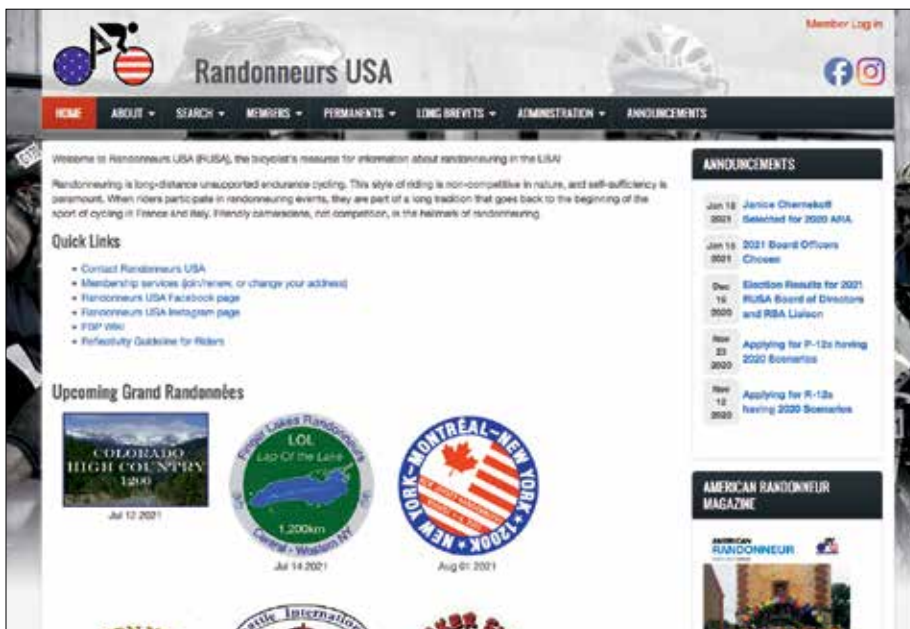 Member Log in
Randonneurs USA
HOME ABOUT SEARCH MEMBERS PERMANENTS LONG BREVETS ADMINISTRATION ANNOUNCEMENTS
Welcome to Randonneurs USA (RUSA), the bicyclist's resource for information about randonneuring in the USA!
Randonneuring is long-distance unsupported endurance cycling. This style of riding is non-competitive in nature, and self-sufficiency is
paramount. When riders participate in randonneuring events, they are part of a long tradition that goes back to the beginning of the
sport of cycling in France and Italy. Friendly camaraderie, not competition, is the hallmark of randonneuring.
Quick Links
Contact Randonneurs USA
Membership services (join/renew, or change your address)
Randonneurs USA Facebook page
Randonneurs USA Instagram page
PBP Wiki
Reflectivity Guideline for Riders
Upcoming Grand Randonnées
COLORADO
HIGH COUNTRY
1200
Jul 12 2021
Finger Lakes Randonneurs
LOL
Lap Of the Lake
1,200km
Central - Western NY
Jul 14 2021
NEW YORK-MONTRÉAL-NEW YORK
1200K
Aug 01 2021
Seattle International
ANNOUNCEMENTS
Jan 18 2021 Janice Chernekoff
Selected for 2020 ARA
2021 Board Officers
Chosen
Election Results for 2021
RUSA Board of Directors
and RBA Liaison
Nov 23 2020 Applying for P-12s having
2020 Scenarios
Nov 12 2020 Applying for R-12s
having 2020 Scenarios
AMERICAN RANDONNEUR
MAGAZINE
AMERICAN
RANDONNEUR